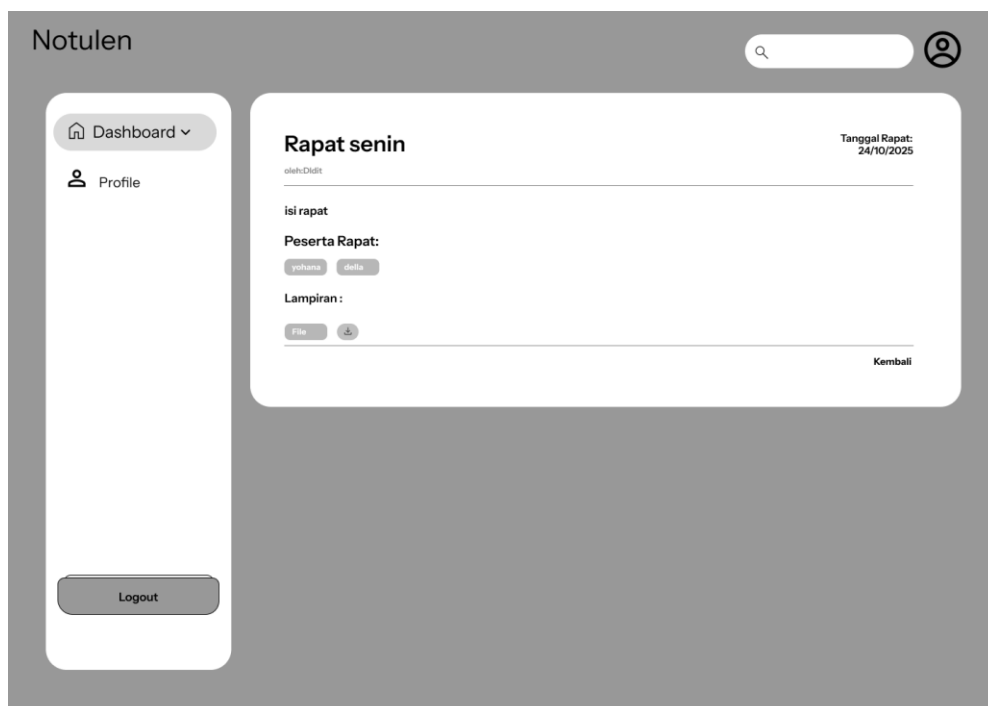 Notulen
Dashboard
Profile
Logout
Rapat senin
Tanggal Rapat:
24/10/2025
oleh:DIdit
isi rapat
Peserta Rapat:
yohana della
Lampiran :
File
Kembali